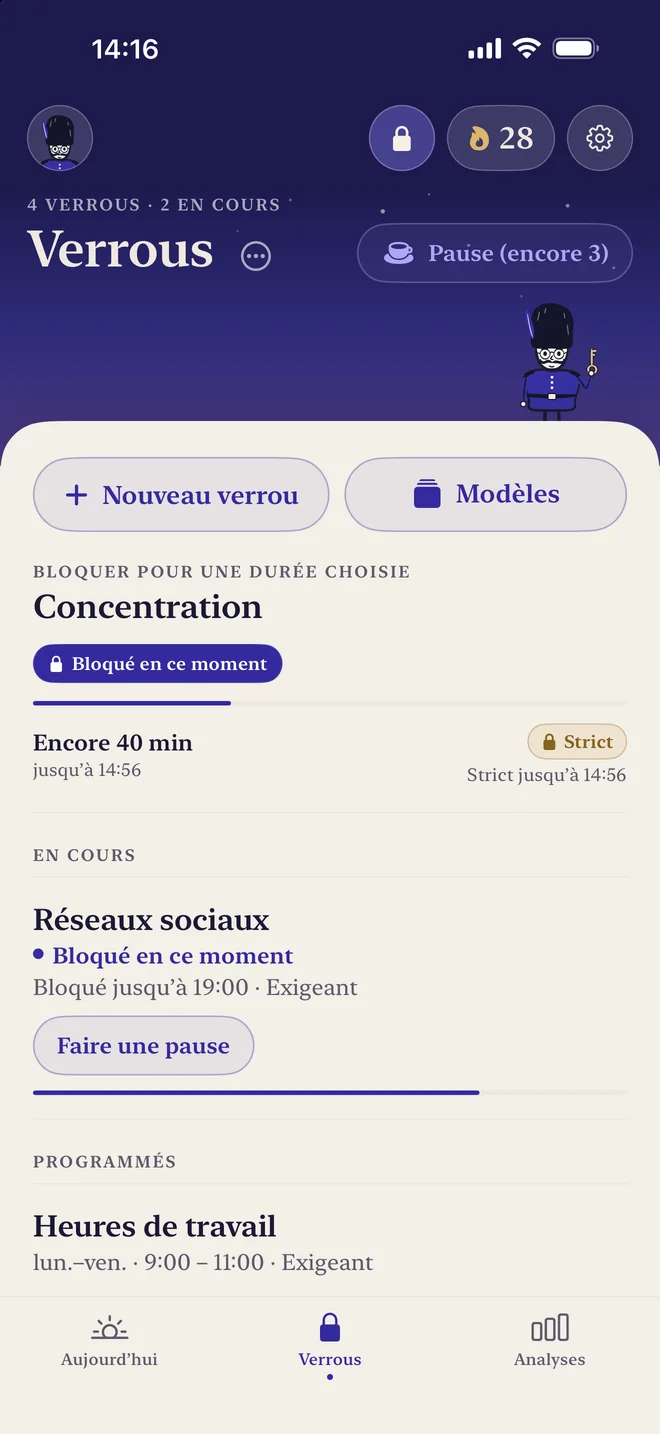 14:16
28
4 VERROUS · 2 EN COURS
Verrous
Pause (encore 3)
Nouveau verrou
Modèles
BLOQUER POUR UNE DURÉE CHOISIE
Concentration
Bloqué en ce moment
Encore 40 min
Strict
jusqu’à 14:56
Strict jusqu’à 14:56
EN COURS
Réseaux sociaux
Bloqué en ce moment
Bloqué jusqu’à 19:00 · Exigeant
Faire une pause
PROGRAMMÉS
Heures de travail
lun.–ven. · 9:00 – 11:00 · Exigeant
Aujourd’hui
Verrous
Analyses